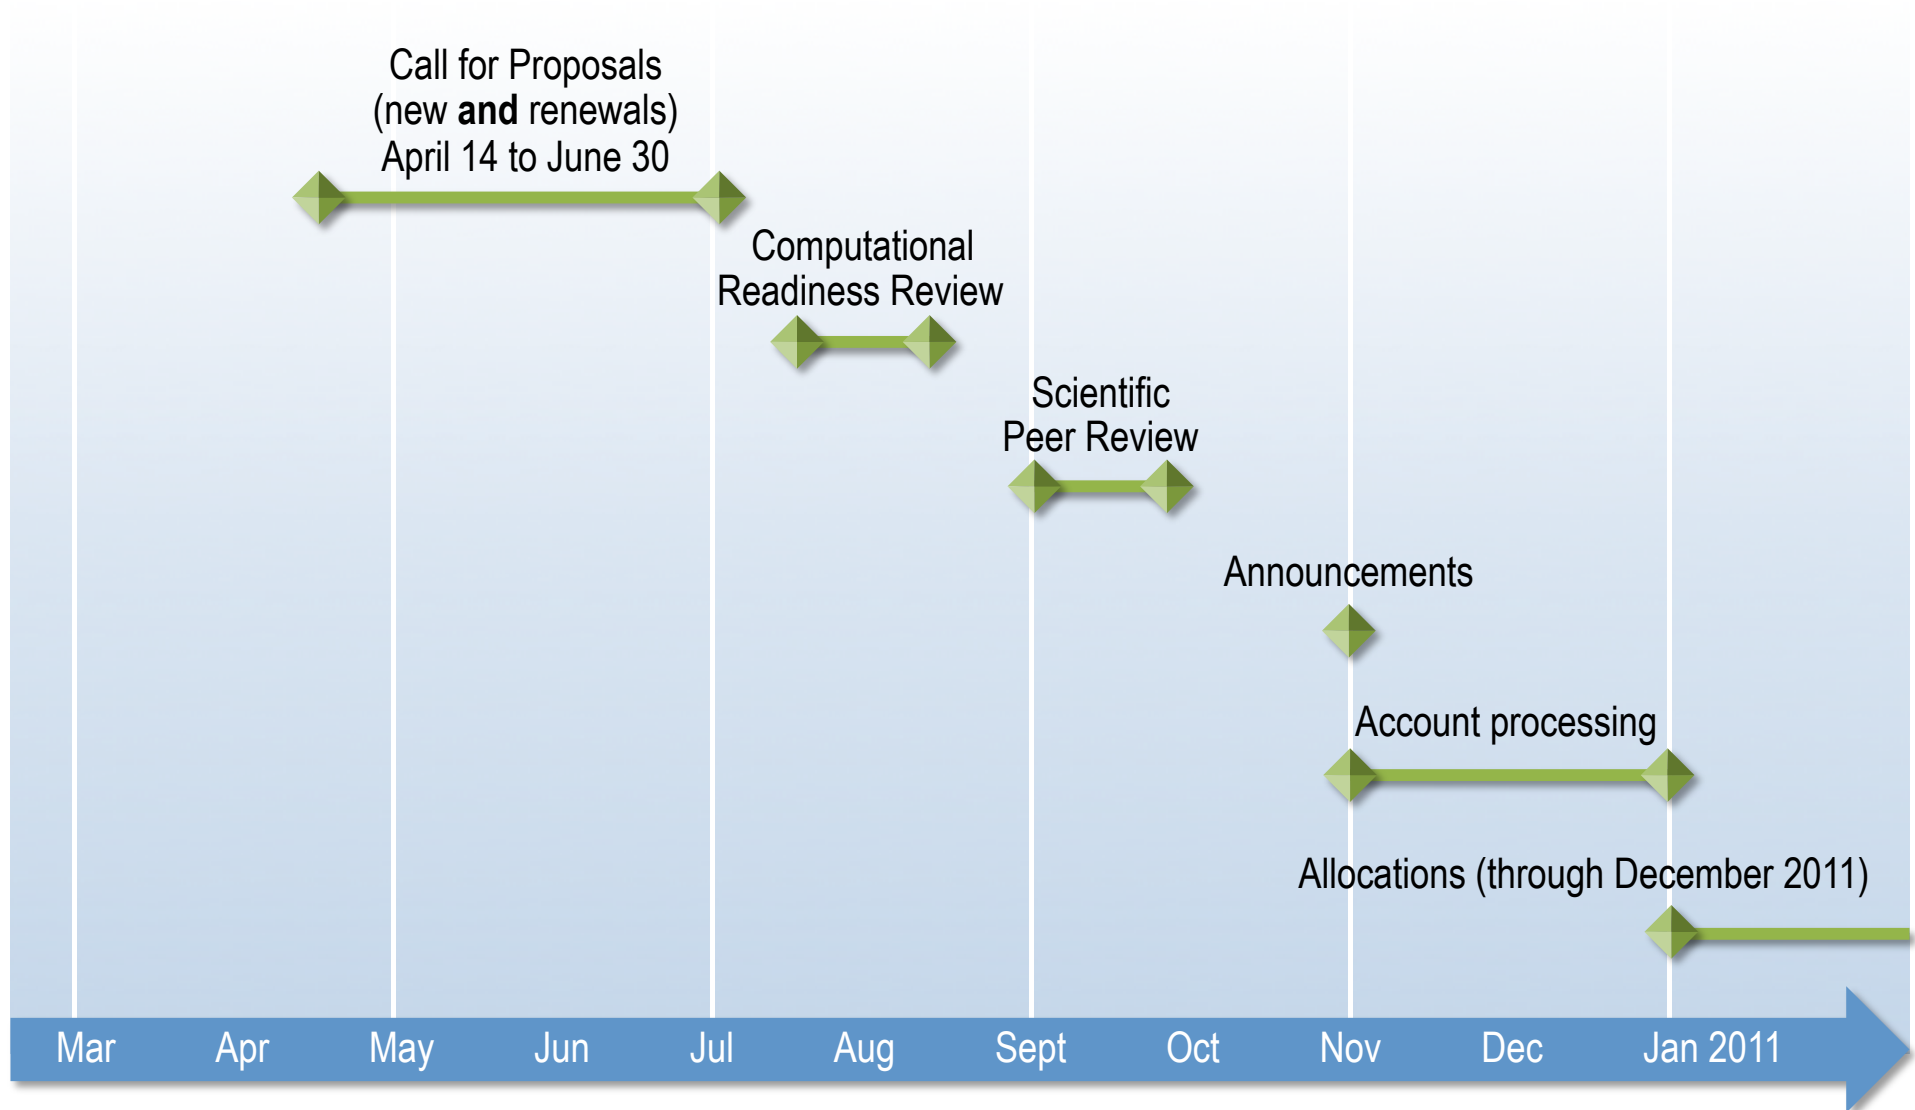 Call for Proposals
(new and renewals)
April 14 to June 30
Computational
Readiness Review
Scientific
Peer Review
Announcements
Account processing
Allocations (through December 2011)
Mar Apr May Jun Jul Aug Sept Oct Nov Dec Jan 2011